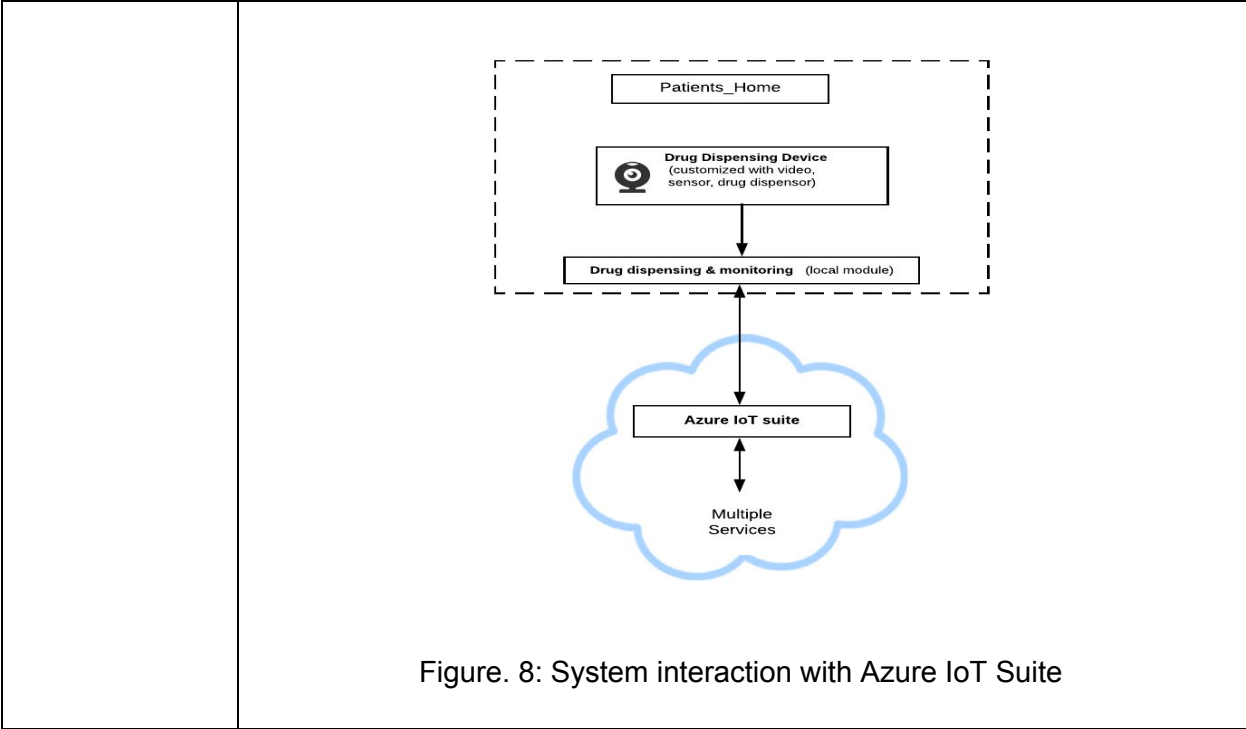 Patients_Home
Drug Dispensing Device
(customized with video,
sensor, drug dispensor)
Drug dispensing & monitoring (local module)
Azure IoT suite
Multiple
Services
Figure. 8: System interaction with Azure IoT Suite